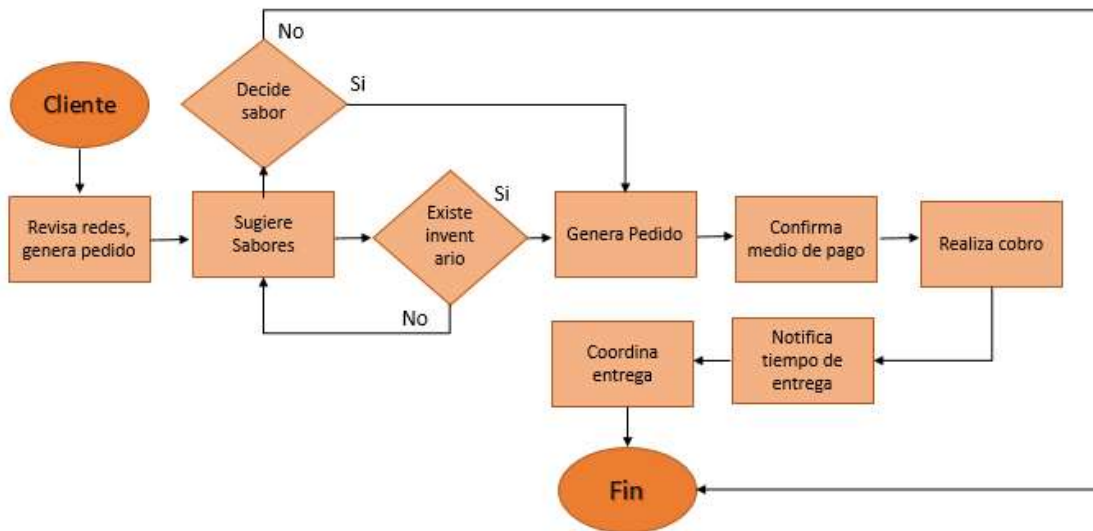 No
Decide
sabor
Si
Cliente
Revisa redes,
genera pedido
Sugiere
Sabores
Existe
invent
ario
Si
No
Genera Pedido
Confirma
medio de pago
Realiza cobro
Notifica
tiempo de
entrega
Coordina
entrega
Fin